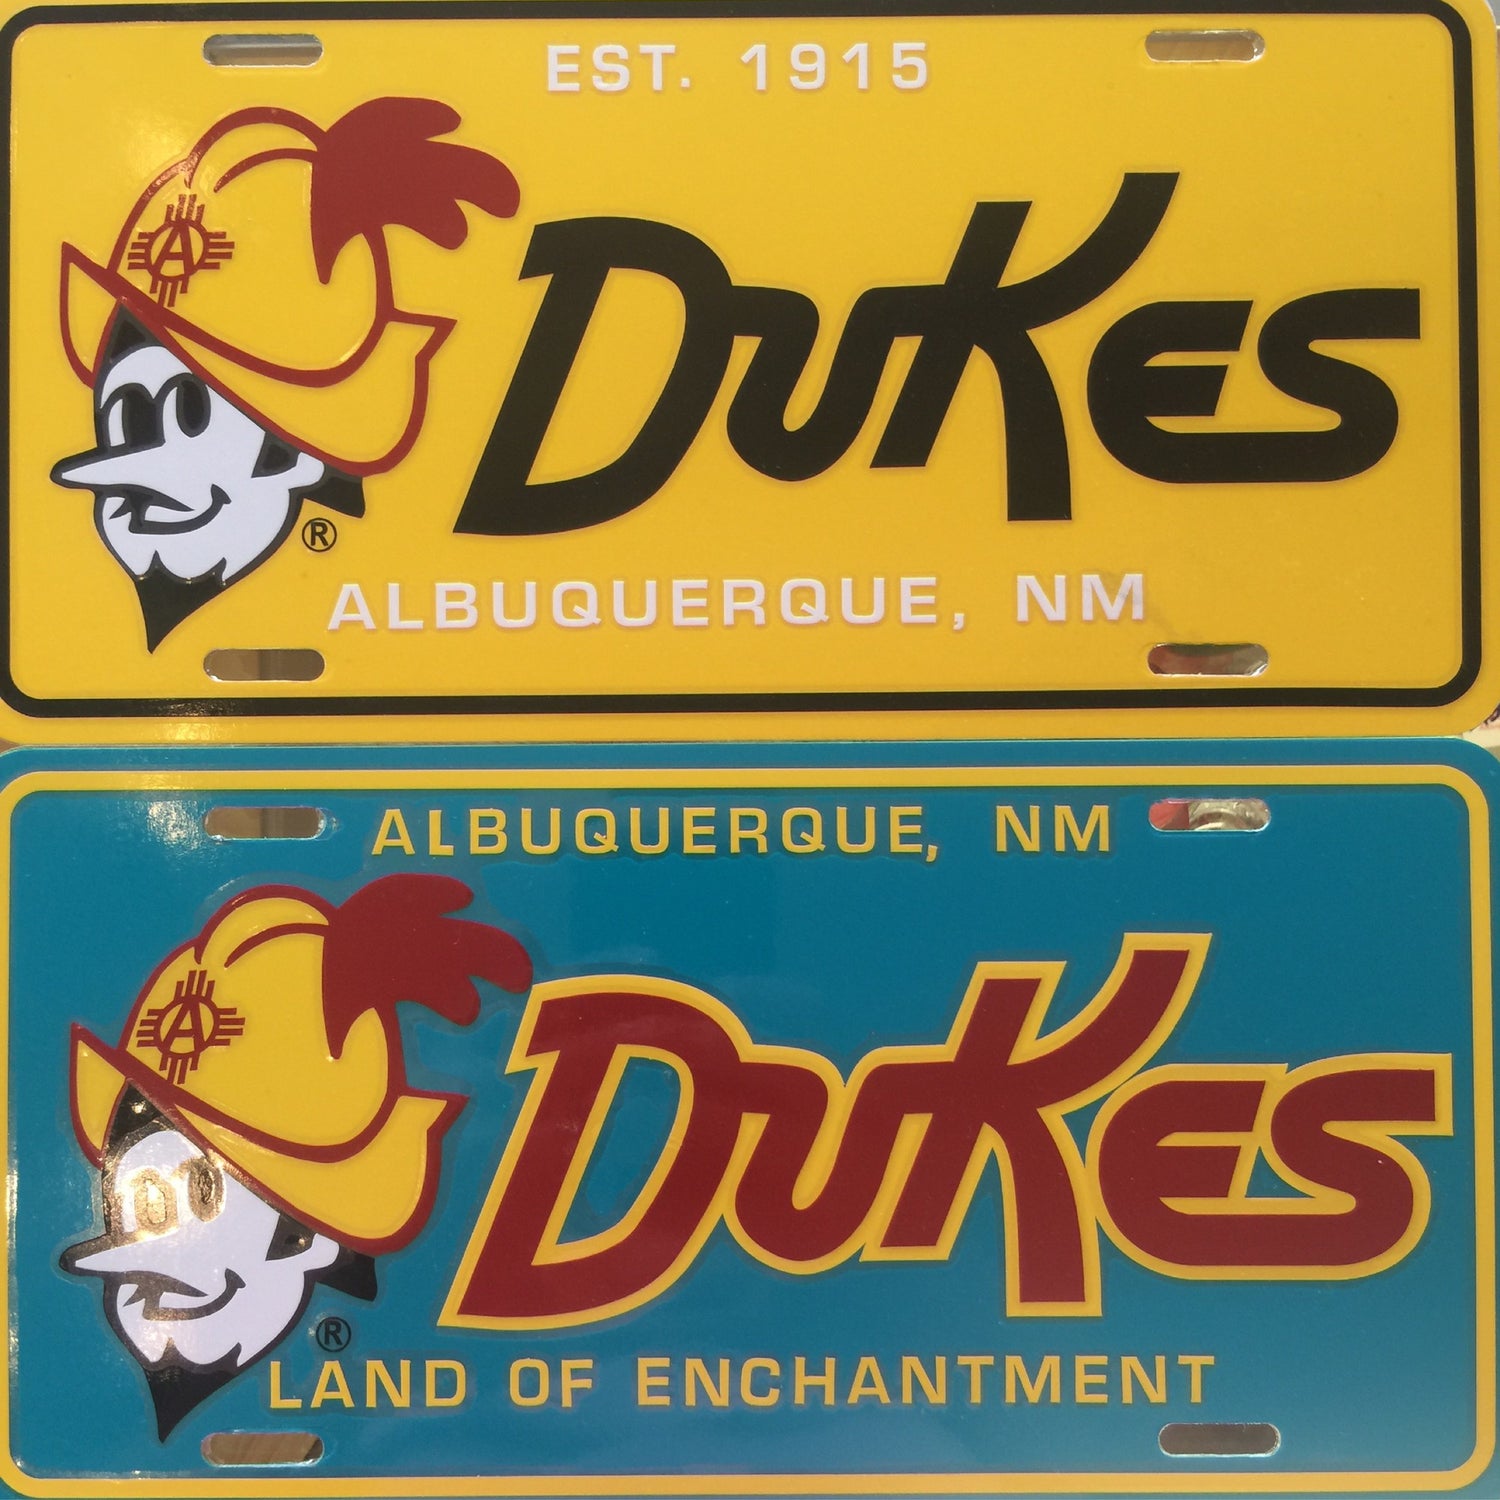 EST. 1915
A
DUKES
®
ALBUQUERQUE, NM
ALBUQUERQUE, NM
A
DUKES
®
LAND OF ENCHANTMENT